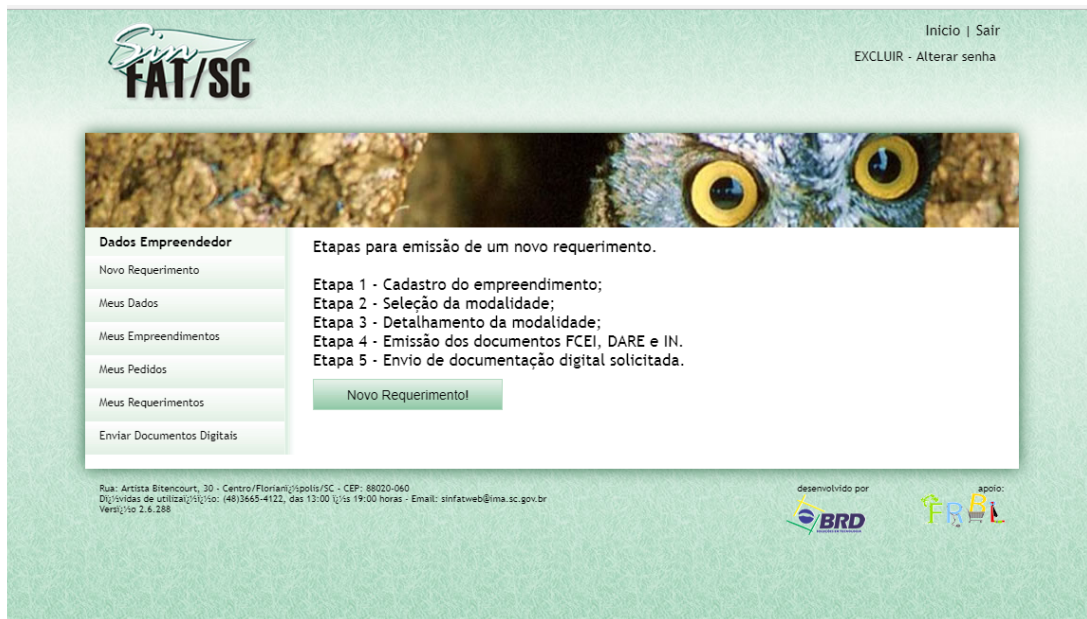 Sin
FAT/SC
Inicio | Sair
EXCLUIR - Alterar senha
Dados Empreendedor
Novo Requerimento
Meus Dados
Meus Empreendimentos
Meus Pedidos
Meus Requerimentos
Enviar Documentos Digitais
Etapas para emissão de um novo requerimento.
Etapa 1 - Cadastro do empreendimento;
Etapa 2 - Seleção da modalidade;
Etapa 3 - Detalhamento da modalidade;
Etapa 4 - Emissão dos documentos FCEI, DARE e IN.
Etapa 5 - Envio de documentação digital solicitada.
Novo Requerimento!
Rua: Artista Bitencourt, 30 - Centro/Florianï¿½polis/SC - CEP: 88020-060
Dï¿½vidas de utilizaï¿½ï¿½o: (48)3665-4122, das 13:00 ï¿½s 19:00 horas - Email: sinfatweb@ima.sc.gov.br
Versï¿½o 2.6.288
desenvolvido por
BRD
apoio:
FRBL